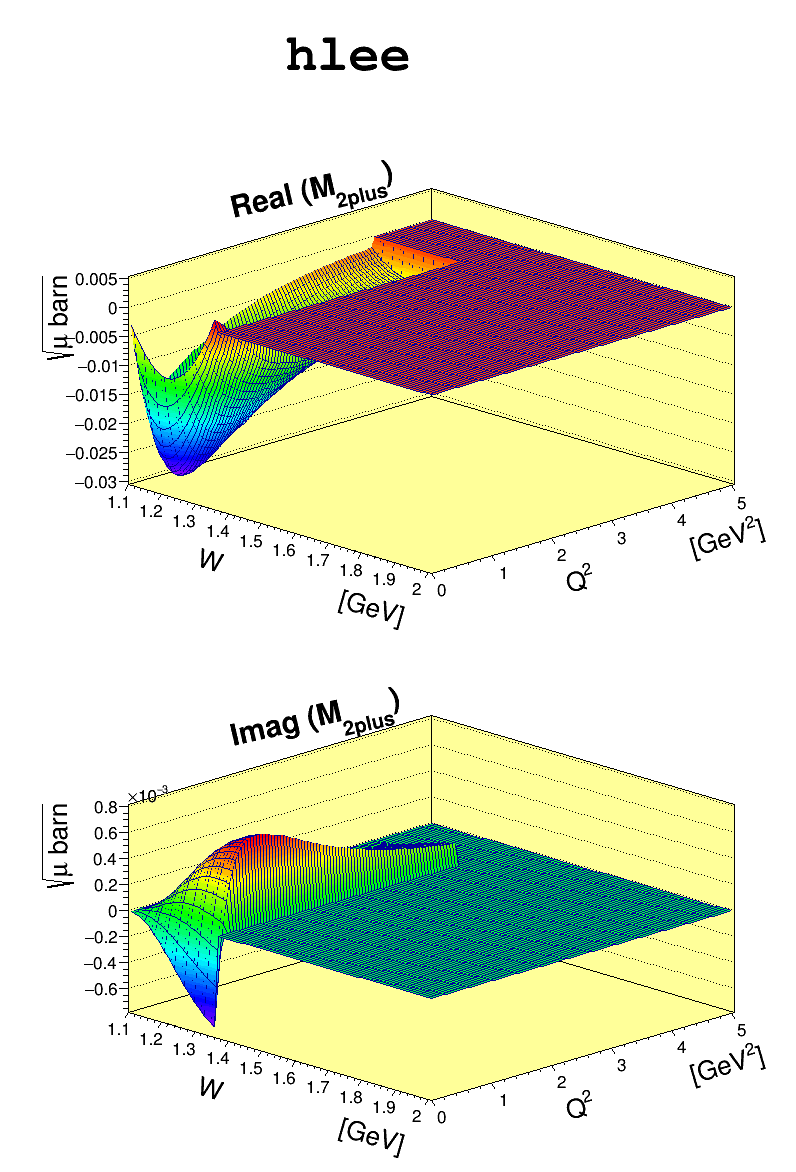 hlee
Real (M2plus)
√μ barn
0.005
0
−0.005
−0.01
−0.015
−0.02
−0.025
−0.03
1.1 1.2 1.3 1.4 1.5 1.6 1.7 1.8 1.9 2
W
[GeV]
0 1 2 3 4 5
Q²
[GeV²]
Imag (M2plus)
×10⁻³
√μ barn
0.8
0.6
0.4
0.2
0
−0.2
−0.4
−0.6
1.1 1.2 1.3 1.4 1.5 1.6 1.7 1.8 1.9 2
W
[GeV]
0 1 2 3 4 5
Q²
[GeV²]